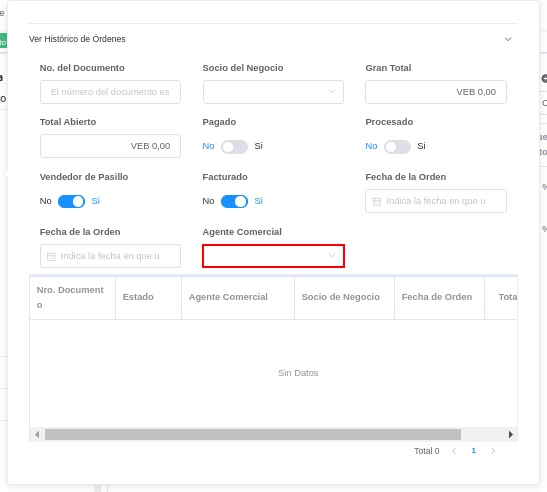 Ver Histórico de Órdenes
No. del Documento Socio del Negocio Gran Total
El número del documento es VEB 0,00
Total Abierto Pagado Procesado
VEB 0,00 No Si No Si
Vendedor de Pasillo Facturado Fecha de la Orden
No Si No Si Indica la fecha en que u
Fecha de la Orden Agente Comercial
Indica la fecha en que u
Nro. Document
o
Estado Agente Comercial Socio de Negocio Fecha de Orden Tota
Sin Datos
Total 0 1